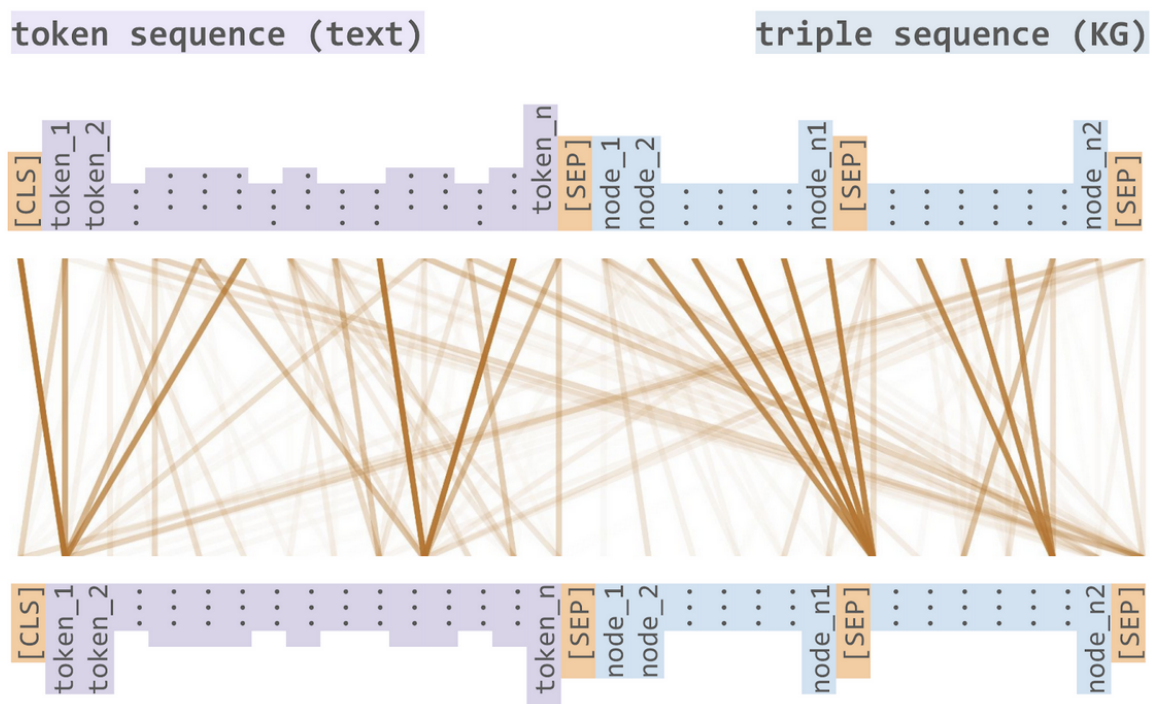 token sequence (text)
triple sequence (KG)
[CLS]
token_1
token_2
token_n
[SEP]
node_1
node_2
node_n1
[SEP]
node_n2
[SEP]
[CLS]
token_1
token_2
token_n
[SEP]
node_1
node_2
node_n1
[SEP]
node_n2
[SEP]